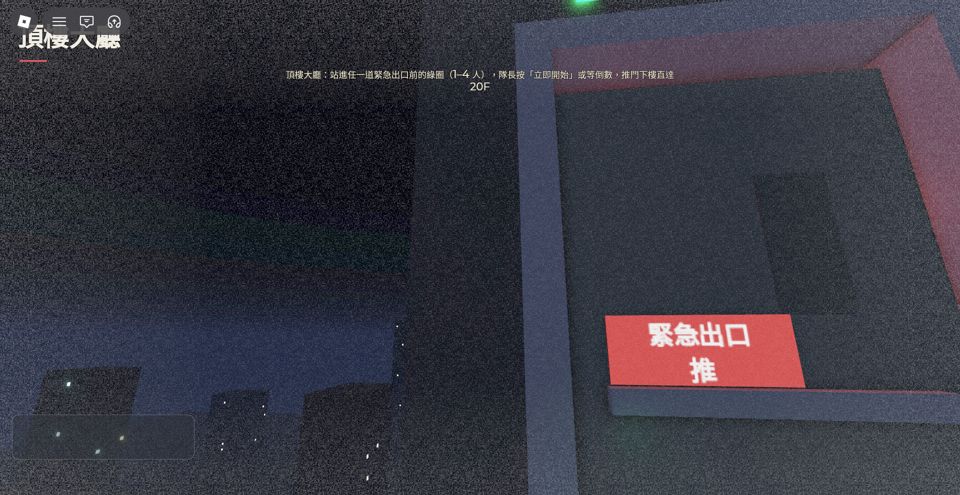 頂樓大廳
頂樓大廳：站進任一道緊急出口前的綠圈（1–4 人），隊長按「立即開始」或等倒數，推門下樓直達
20F
緊急出口
推